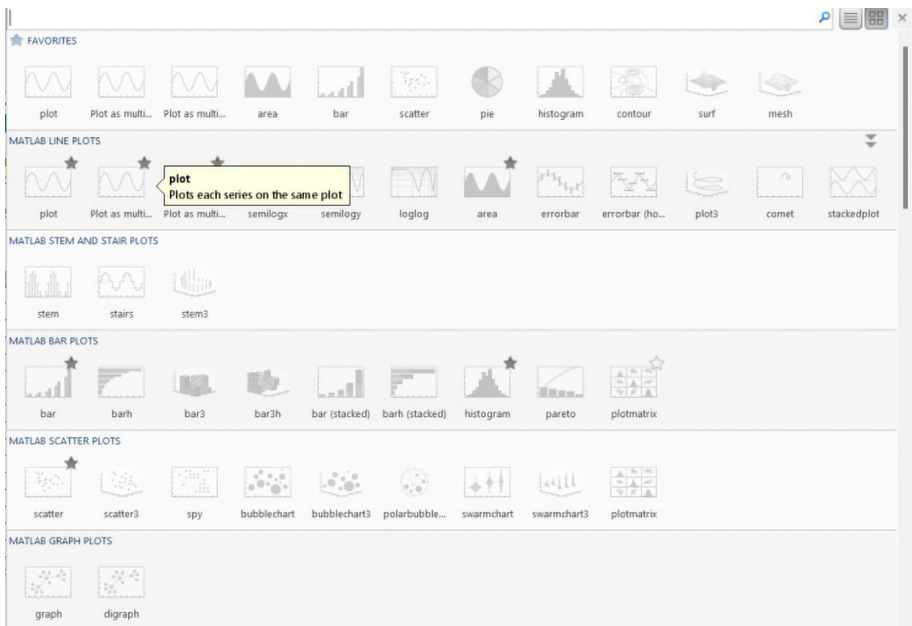 FAVORITES
plot Plot as multi... Plot as multi... area bar scatter pie histogram contour surf mesh
MATLAB LINE PLOTS
plot
Plots each series on the same plot
plot Plot as multi... Plot as multi... semilogx semilogy loglog area errorbar errorbar (ho... plot3 comet stackedplot
MATLAB STEM AND STAIR PLOTS
stem stairs stem3
MATLAB BAR PLOTS
bar barh bar3 bar3h bar (stacked) barh (stacked) histogram pareto plotmatrix
MATLAB SCATTER PLOTS
scatter scatter3 spy bubblechart bubblechart3 polarbubble... swarmchart swarmchart3 plotmatrix
MATLAB GRAPH PLOTS
graph digraph